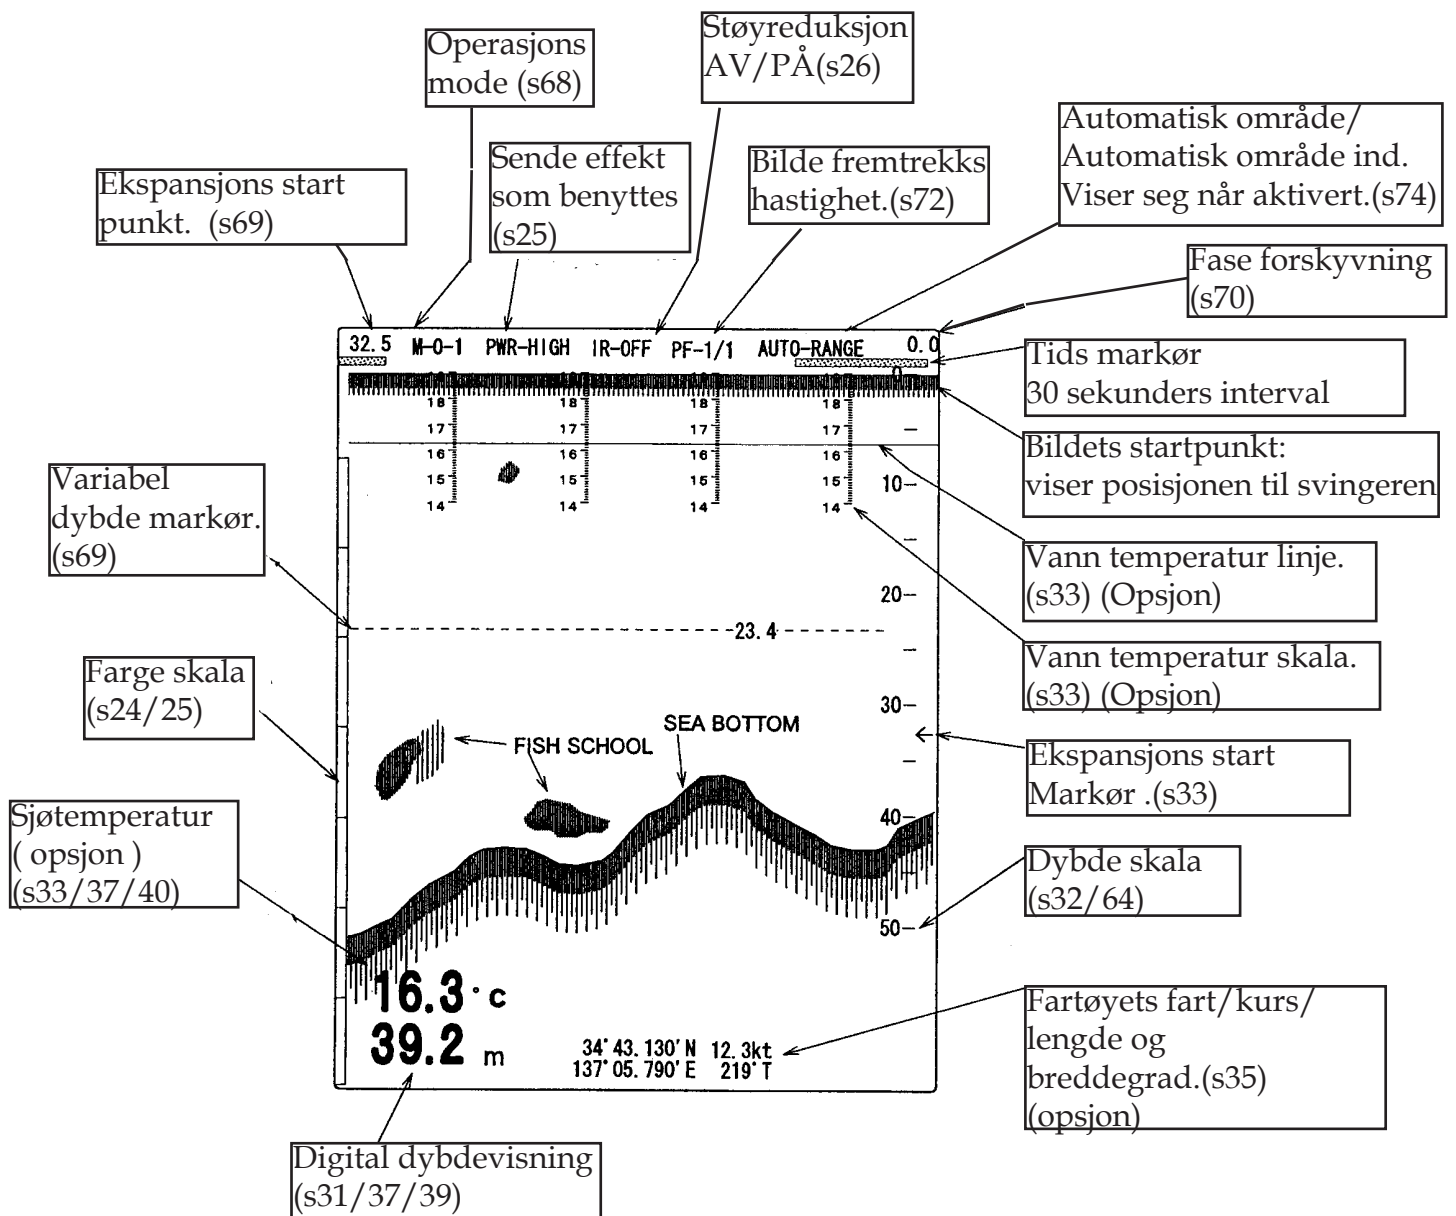 Støyreduksjon
AV/PÅ(s26)
Operasjons
mode (s68)
Automatisk område/
Automatisk område ind.
Viser seg når aktivert.(s74)
Sende effekt
som benyttes
(s25)
Bilde fremtrekks
hastighet.(s72)
Ekspansjons start
punkt. (s69)
Fase forskyvning
(s70)
32.5 M-0-1 PWR-HIGH IR-OFF PF-1/1 AUTO-RANGE 0.0
Tids markør
30 sekunders interval
0
18 18 18 18
17 17 17 17
16 16 16 16
15 15 15 15
14 14 14 14
10
Bildets startpunkt:
viser posisjonen til svingeren
Variabel
dybde markør.
(s69)
Vann temperatur linje.
(s33) (Opsjon)
20
23.4
Vann temperatur skala.
(s33) (Opsjon)
Farge skala
(s24/25)
30
SEA BOTTOM
FISH SCHOOL
Ekspansjons start
Markør .(s33)
Sjøtemperatur
( opsjon )
(s33/37/40)
40
Dybde skala
(s32/64)
50
16.3°C
39.2 m
34°43.130'N 12.3kt
137°05.790'E 219°T
Fartøyets fart/kurs/
lengde og
breddegrad.(s35)
(opsjon)
Digital dybdevisning
(s31/37/39)